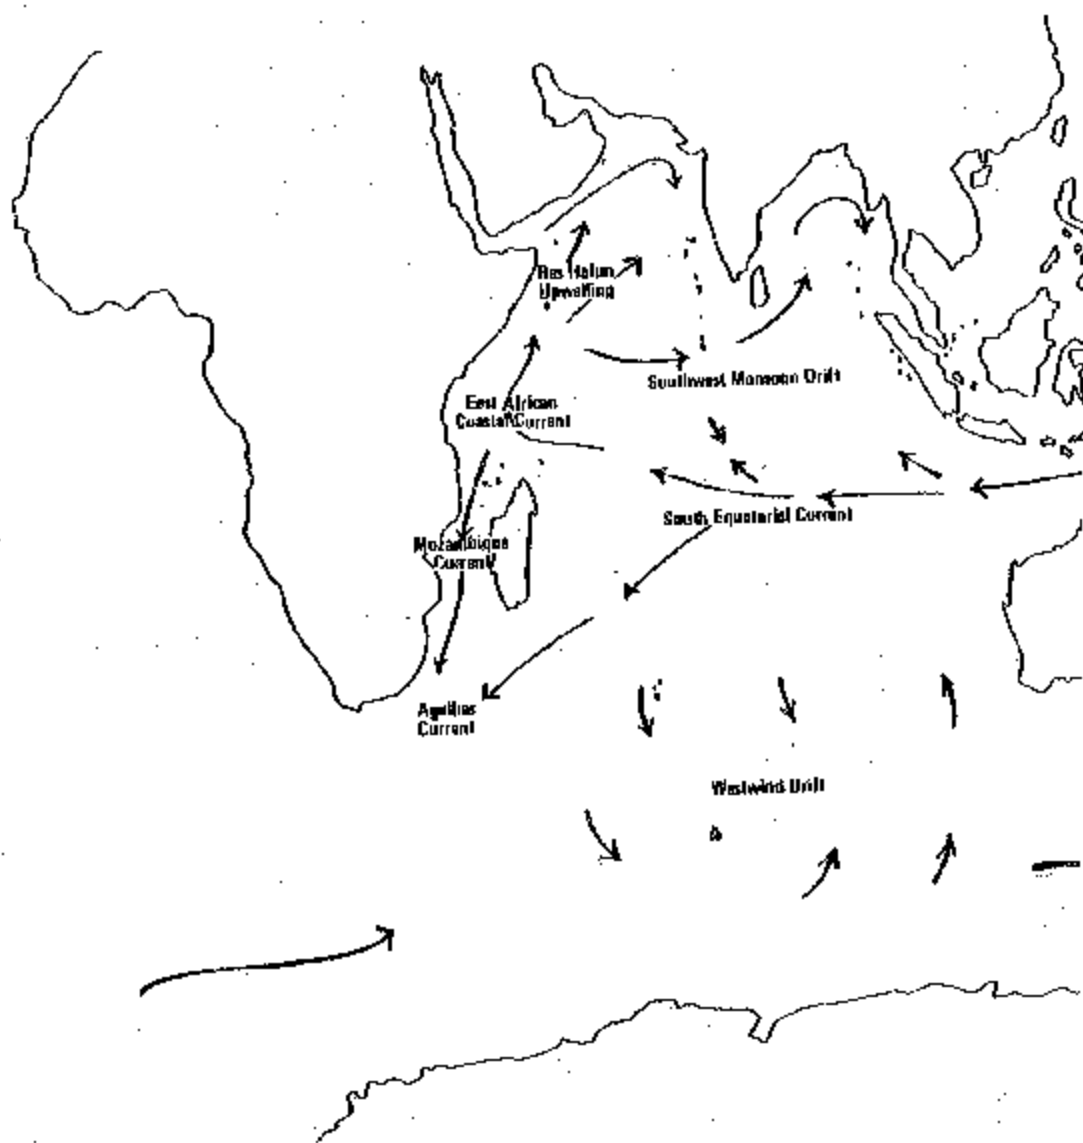 Ras Hafun
Upwelling
Southwest Monsoon Drift
East African
Coastal Current
South Equatorial Current
Mozambique
Current
Agulhas
Current
Westwind Drift